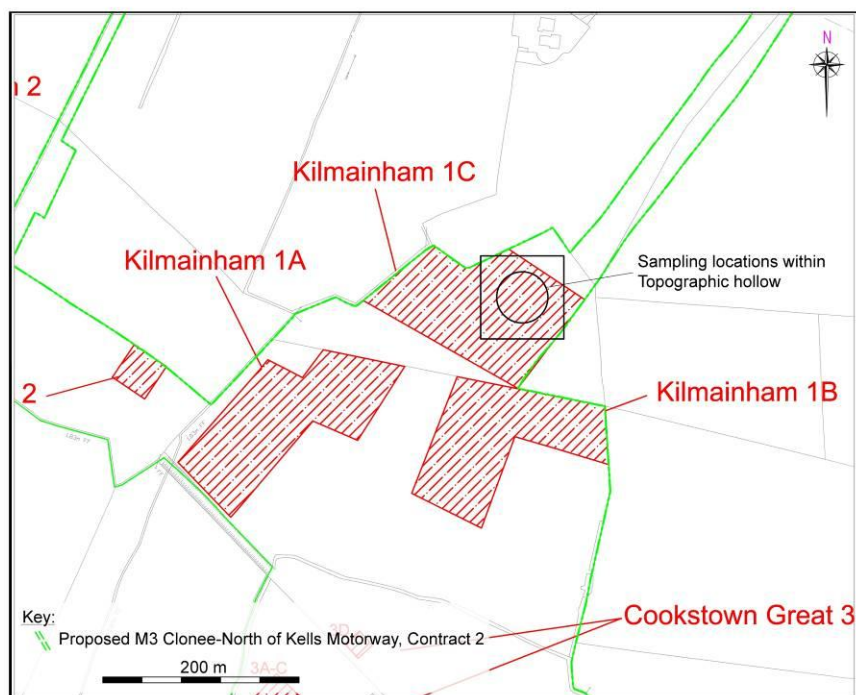 N
n 2
Kilmainham 1C
Sampling locations within
Topographic hollow
Kilmainham 1A
2
Kilmainham 1B
Key:
Proposed M3 Clonee-North of Kells Motorway, Contract 2
Cookstown Great 3
3A-C
200 m